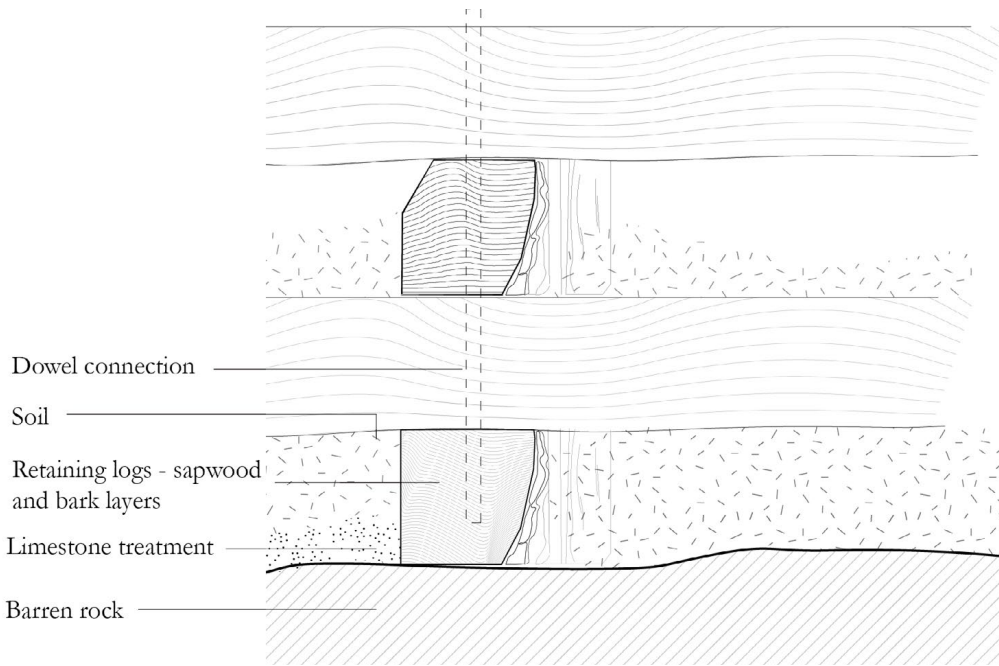 Dowel connection
Soil
Retaining logs - sapwood
and bark layers
Limestone treatment
Barren rock